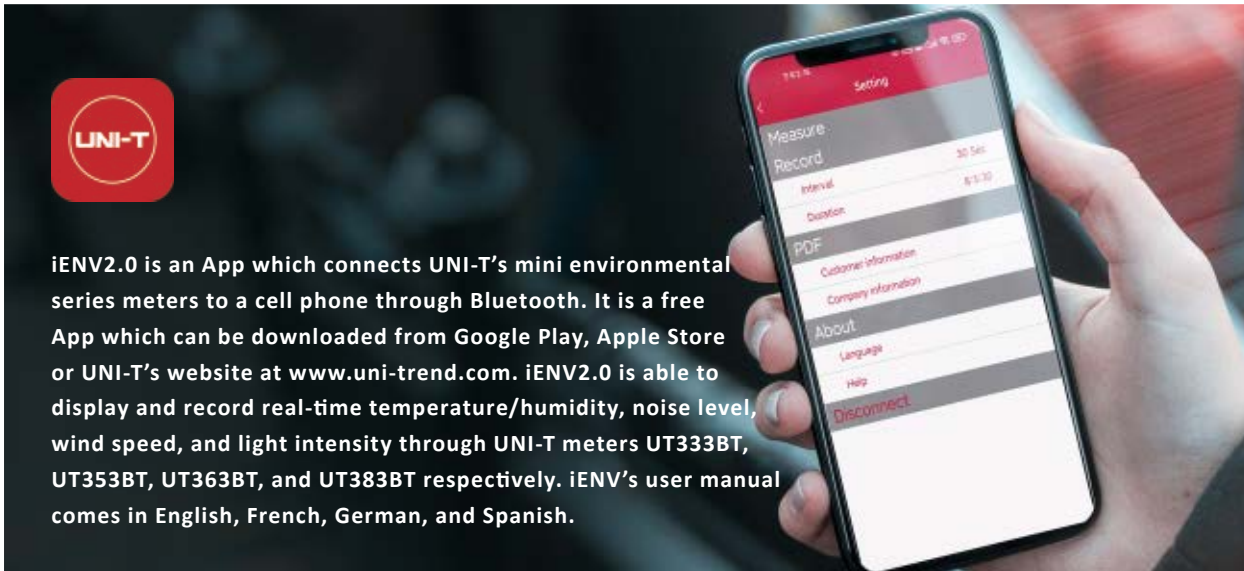 UNI-T
iENV2.0 is an App which connects UNI-T’s mini environmental
series meters to a cell phone through Bluetooth. It is a free
App which can be downloaded from Google Play, Apple Store
or UNI-T’s website at www.uni-trend.com. iENV2.0 is able to
display and record real-time temperature/humidity, noise level,
wind speed, and light intensity through UNI-T meters UT333BT,
UT353BT, UT363BT, and UT383BT respectively. iENV’s user manual
comes in English, French, German, and Spanish.
Setting
Measure
Record
Interval 30 Sec
Duration
PDF
Customer information
Company information
About
Language
Help
Disconnect